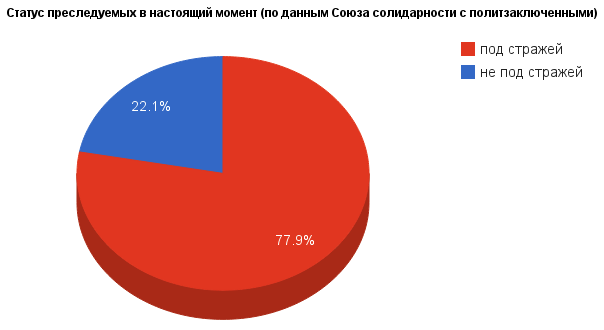 Статус преследуемых в настоящий момент (по данным Союза солидарности с политзаключенными)
под стражей
не под стражей
22.1%
77.9%